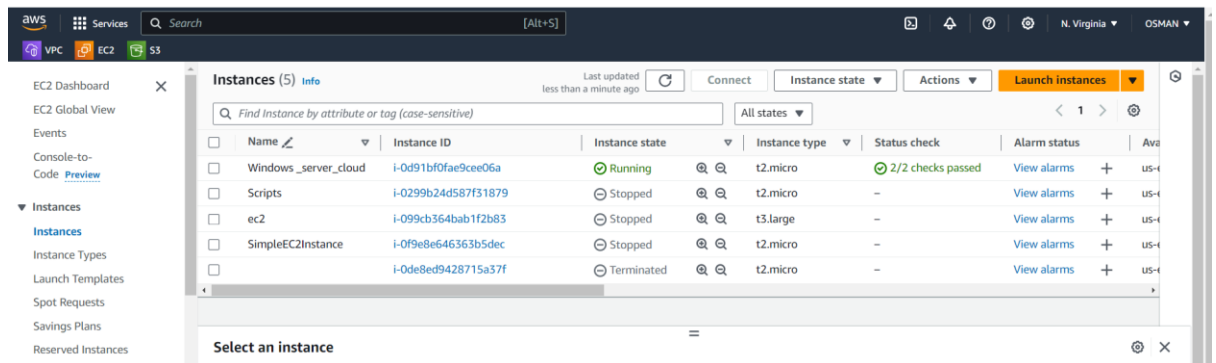 aws Services Search [Alt+S] N. Virginia ▼ OSMAN ▼
VPC EC2 S3
EC2 Dashboard
EC2 Global View
Events
Console-to-
Code Preview
Instances
Instances
Instance Types
Launch Templates
Spot Requests
Savings Plans
Reserved Instances
Instances (5) Info Last updated
less than a minute ago Connect Instance state ▼ Actions ▼ Launch instances ▼
Find Instance by attribute or tag (case-sensitive) All states ▼ < 1 >
Name Instance ID Instance state Instance type Status check Alarm status Ava
Windows _server_cloud i-0d91bf0fae9cee06a Running t2.micro 2/2 checks passed View alarms + us-e
Scripts i-0299b24d587f31879 Stopped t2.micro – View alarms + us-e
ec2 i-099cb364bab1f2b83 Stopped t3.large – View alarms + us-e
SimpleEC2Instance i-0f9e8e646363b5dec Stopped t2.micro – View alarms + us-e
i-0de8ed9428715a37f Terminated t2.micro – View alarms + us-e
Select an instance